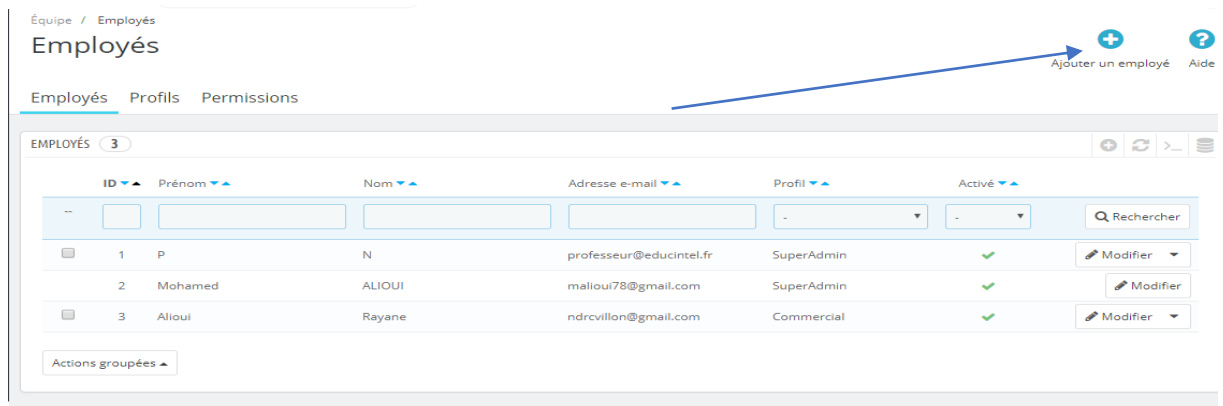 Équipe / Employés
Employés
Ajouter un employé Aide
Employés Profils Permissions
EMPLOYÉS 3
ID Prénom Nom Adresse e-mail Profil Activé
-- - - Rechercher
1 P N professeur@educintel.fr SuperAdmin Modifier
2 Mohamed ALIOUI malioui78@gmail.com SuperAdmin Modifier
3 Alioui Rayane ndrcvillon@gmail.com Commercial Modifier
Actions groupées